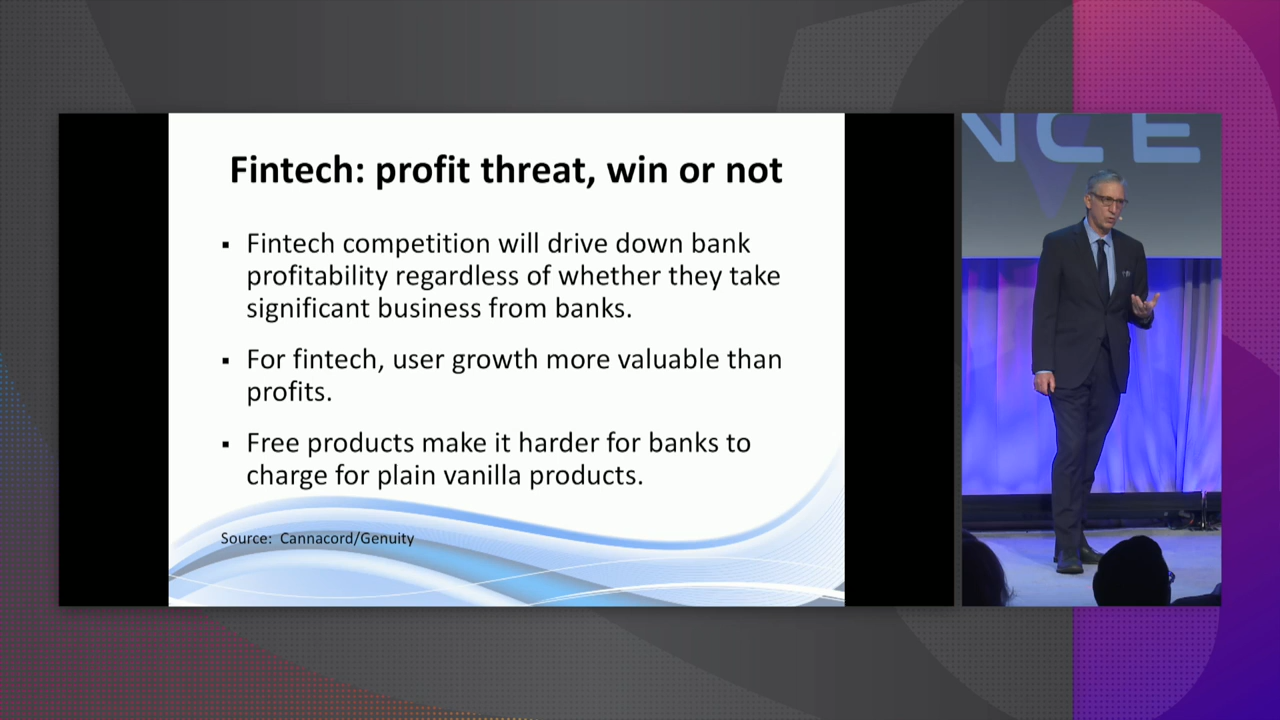 Fintech: profit threat, win or not
▪ Fintech competition will drive down bank
profitability regardless of whether they take
significant business from banks.
▪ For fintech, user growth more valuable than
profits.
▪ Free products make it harder for banks to
charge for plain vanilla products.
Source: Cannacord/Genuity
NCE